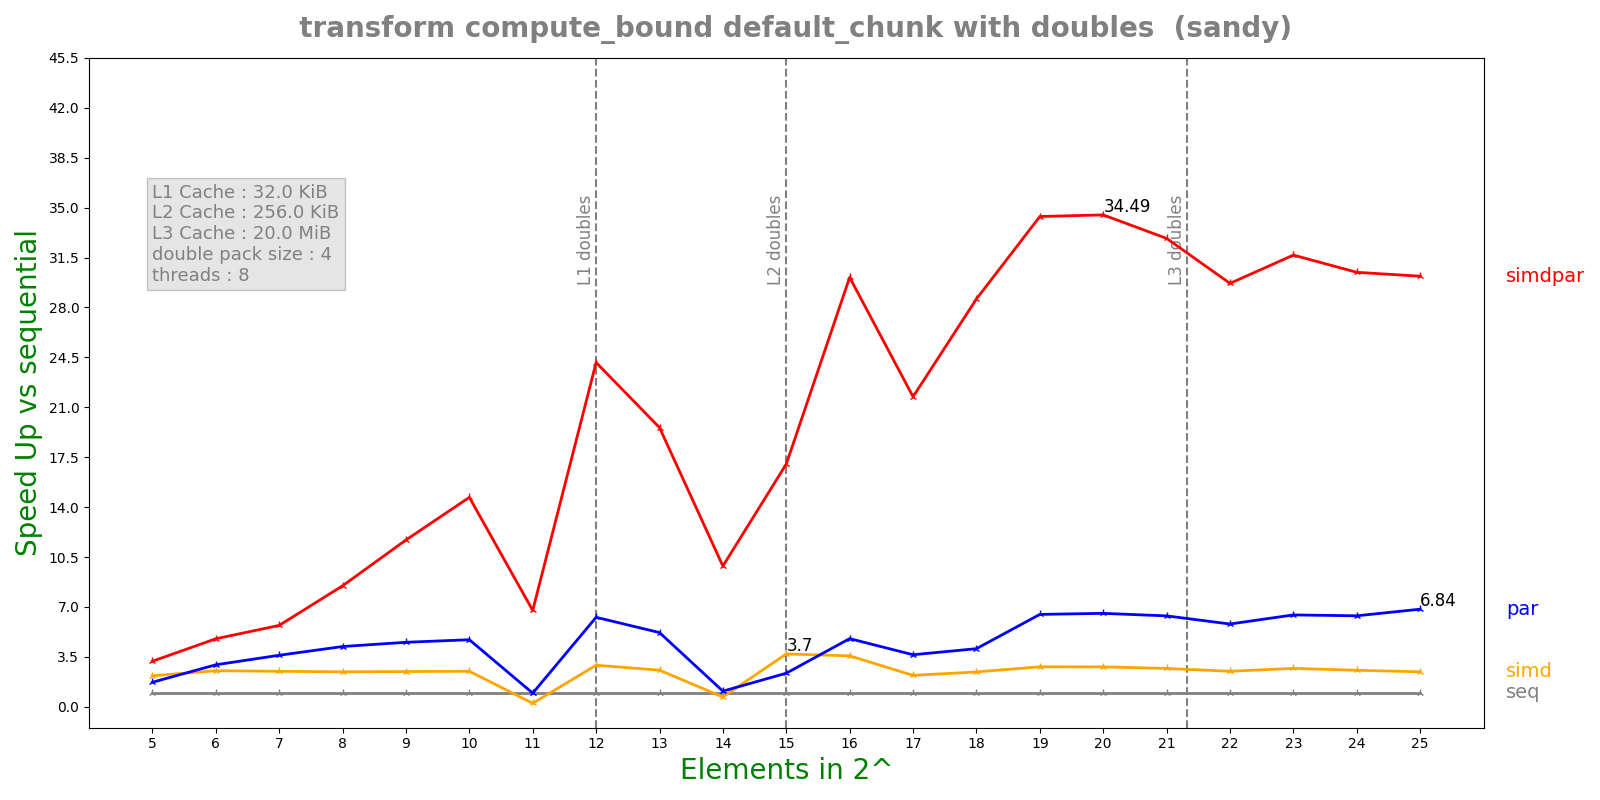 transform compute_bound default_chunk with doubles (sandy)
Speed Up vs sequential
45.5
42.0
38.5
35.0
31.5
28.0
24.5
21.0
17.5
14.0
10.5
7.0
3.5
0.0
L1 Cache : 32.0 KiB
L2 Cache : 256.0 KiB
L3 Cache : 20.0 MiB
double pack size : 4
threads : 8
L1 doubles
L2 doubles
L3 doubles
34.49
3.7
6.84
simdpar
par
simd
seq
5 6 7 8 9 10 11 12 13 14 15 16 17 18 19 20 21 22 23 24 25
Elements in 2^